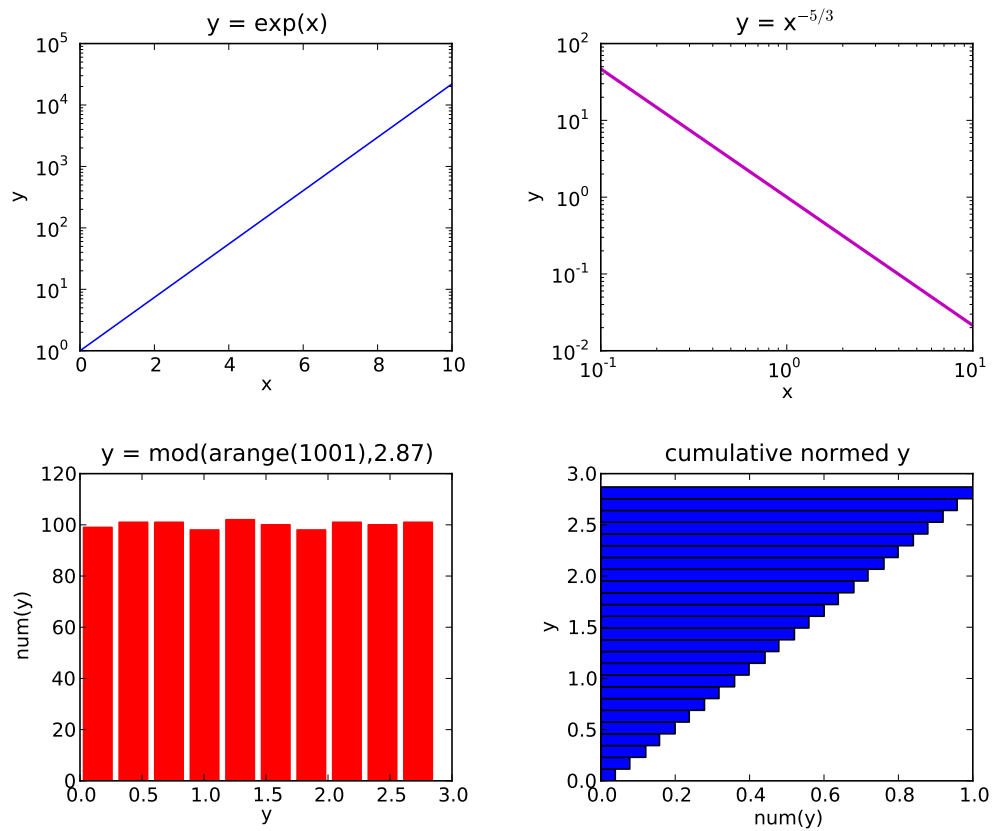 y = exp(x)
10^5
10^4
10^3
10^2
10^1
10^0
y
0 2 4 6 8 10
x
y = x^{-5/3}
10^2
10^1
10^0
10^-1
10^-2
y
10^-1 10^0 10^1
x
y = mod(arange(1001),2.87)
120
100
80
60
40
20
0
num(y)
0.0 0.5 1.0 1.5 2.0 2.5 3.0
y
cumulative normed y
3.0
2.5
2.0
1.5
1.0
0.5
0.0
y
0.0 0.2 0.4 0.6 0.8 1.0
num(y)